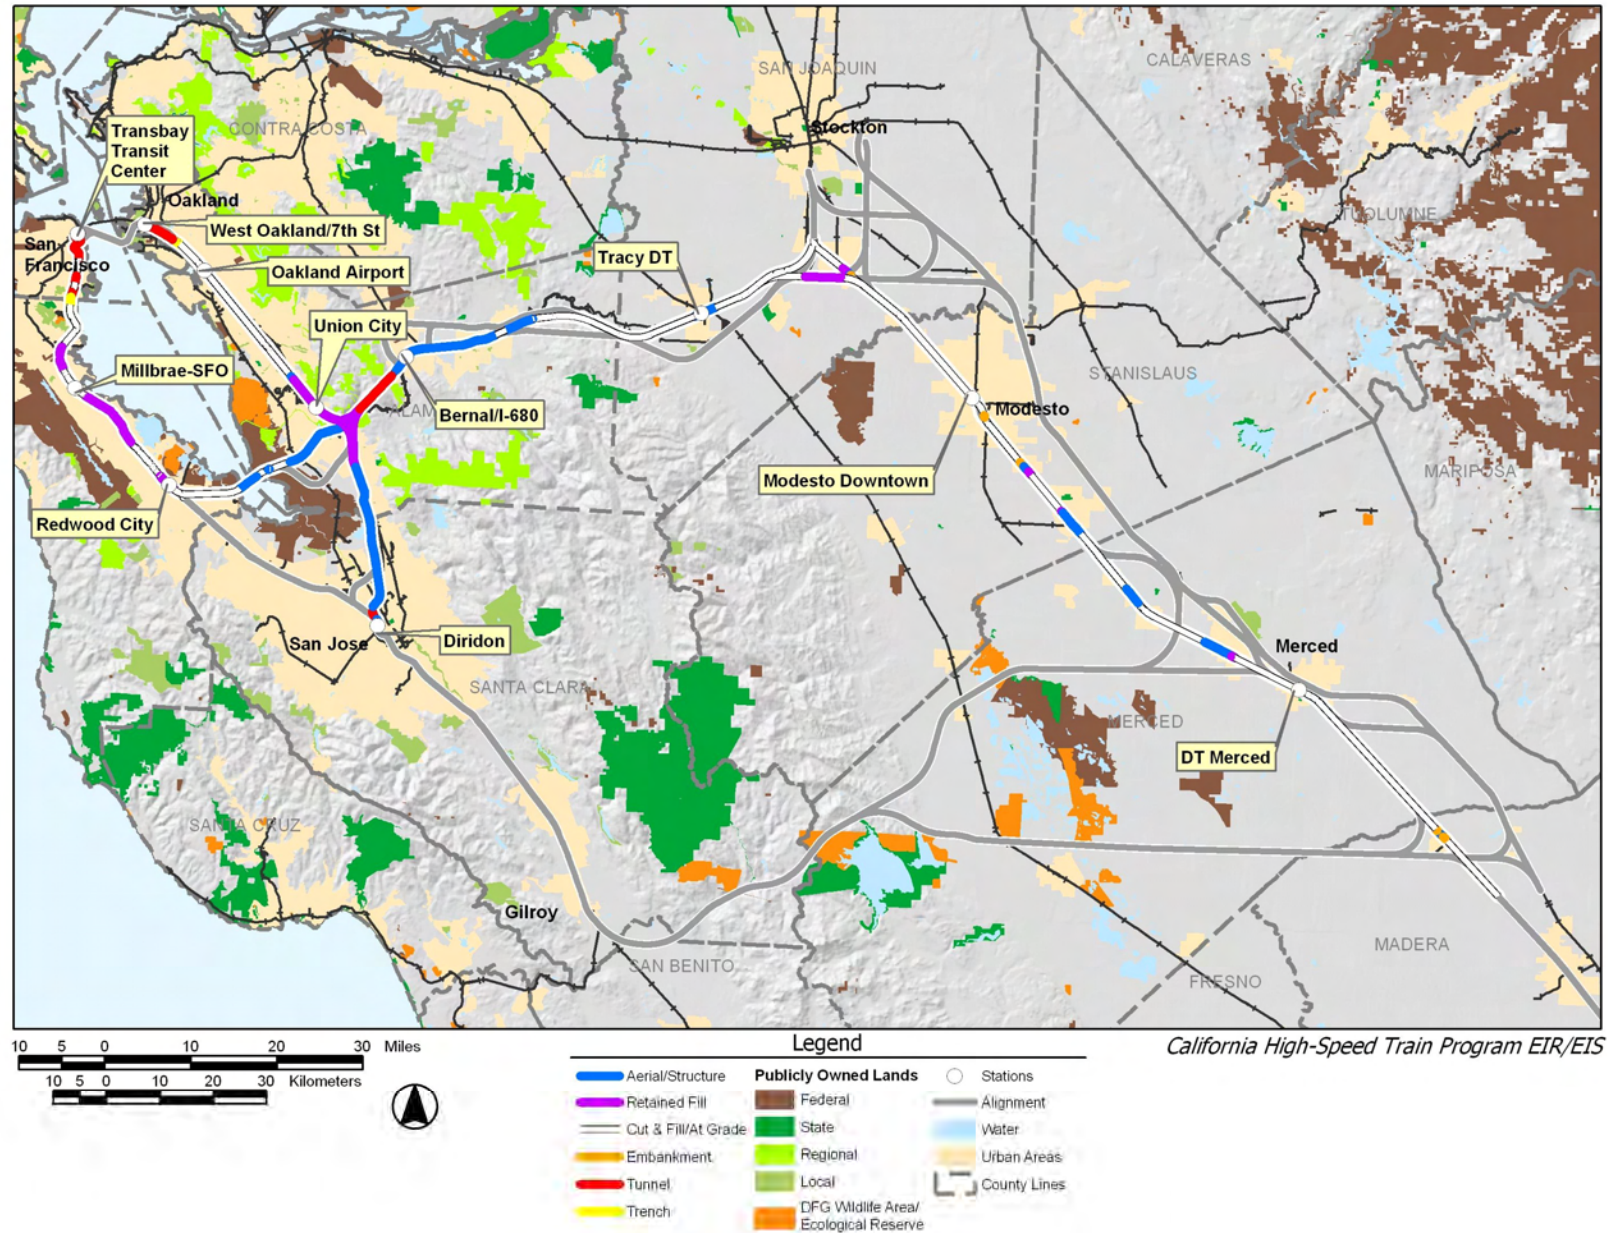 CALAVERAS
SAN JOAQUIN
Stockton
CONTRA COSTA
Transbay
Transit
Center
Oakland
West Oakland/7th St
San
Francisco
Oakland Airport
TUOLUMNE
Tracy DT
Union City
Millbrae-SFO
STANISLAUS
Bernal/I-680
ALAM
Modesto
MARIPOSA
Modesto Downtown
Redwood City
San Jose
Diridon
Merced
SANTA CLARA
MERCED
DT Merced
SANTA CRUZ
Gilroy
SAN BENITO
MADERA
FRESNO
10 5 0 10 20 30 Miles
10 5 0 10 20 30 Kilometers
Legend
California High-Speed Train Program EIR/EIS
Aerial/Structure
Retained Fill
Cut & Fill/At Grade
Embankment
Tunnel
Trench
Publicly Owned Lands
Federal
State
Regional
Local
DFG Wildlife Area/
Ecological Reserve
Stations
Alignment
Water
Urban Areas
County Lines